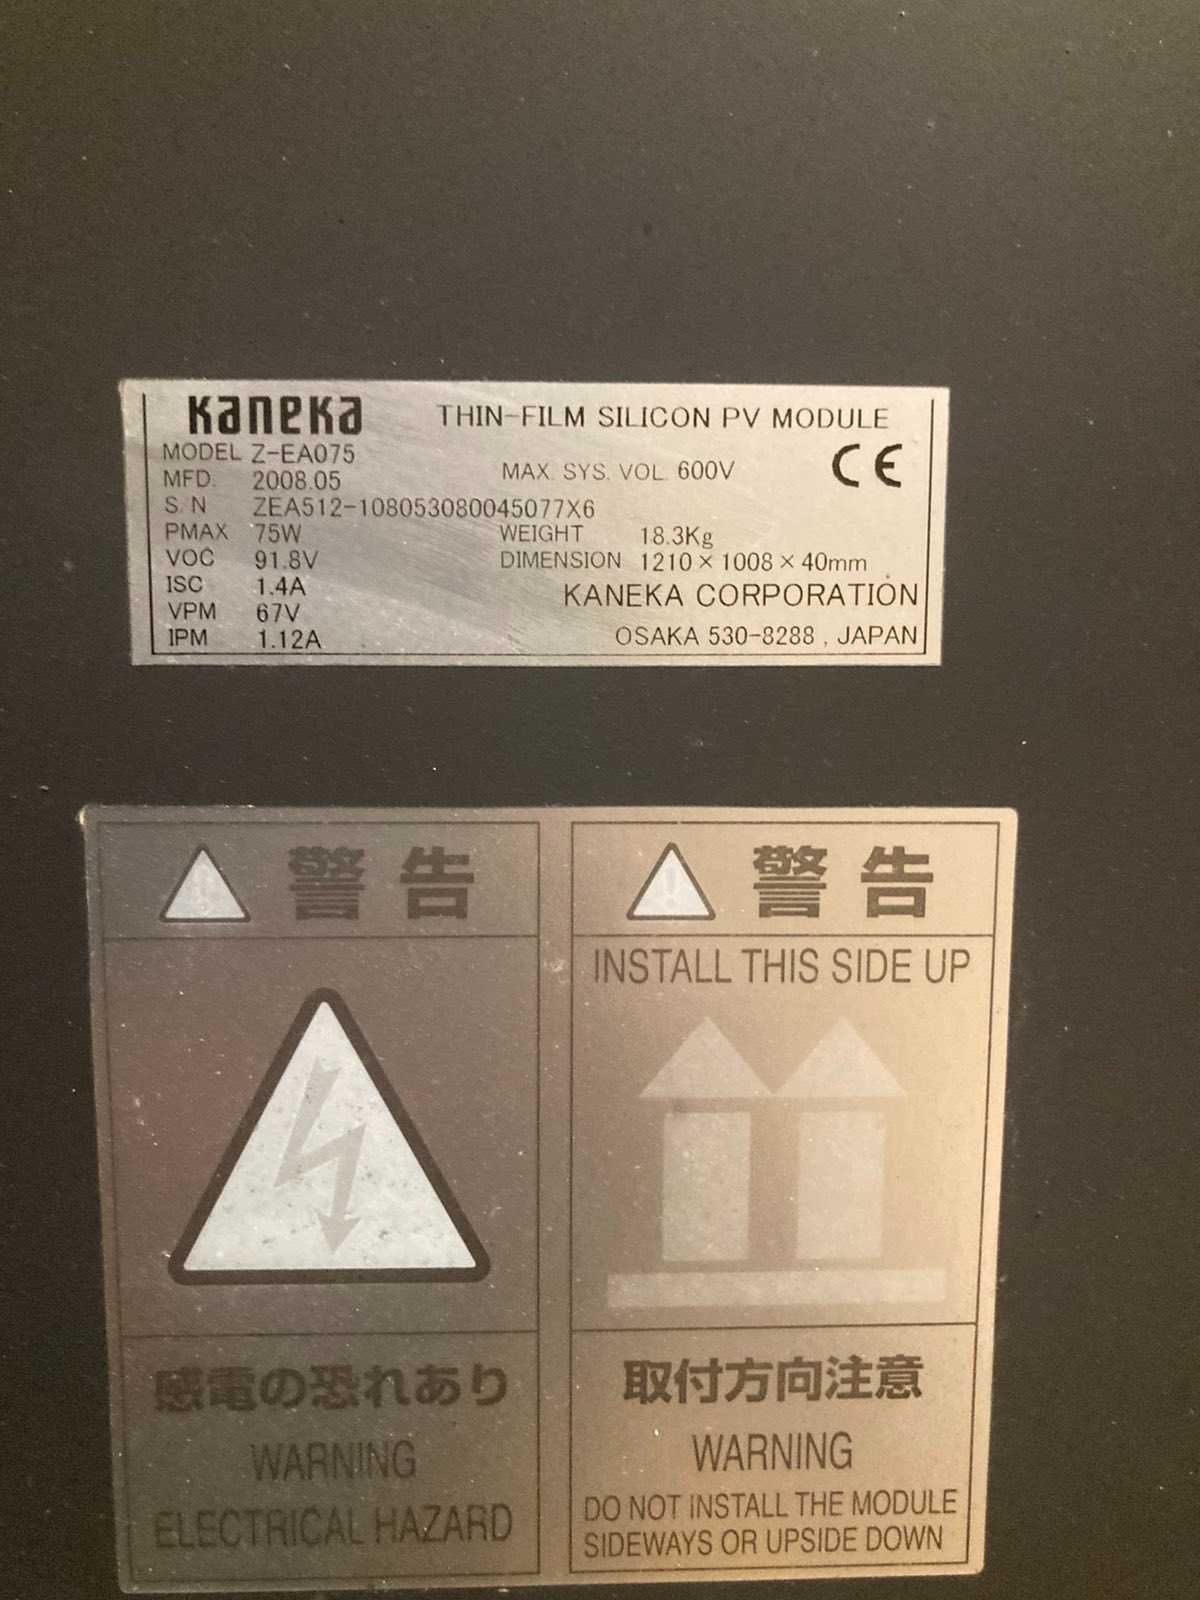 Kaneka THIN-FILM SILICON PV MODULE
MODEL Z-EA075
MFD. 2008.05 MAX. SYS. VOL. 600V CE
S. N ZEA512-108053080045077X6
PMAX 75W WEIGHT 18.3Kg
VOC 91.8V DIMENSION 1210×1008×40mm
ISC 1.4A KANEKA CORPORATION
VPM 67V
IPM 1.12A OSAKA 530-8288 , JAPAN
警告
感電の恐れあり
WARNING
ELECTRICAL HAZARD
警告
INSTALL THIS SIDE UP
取付方向注意
WARNING
DO NOT INSTALL THE MODULE
SIDEWAYS OR UPSIDE DOWN